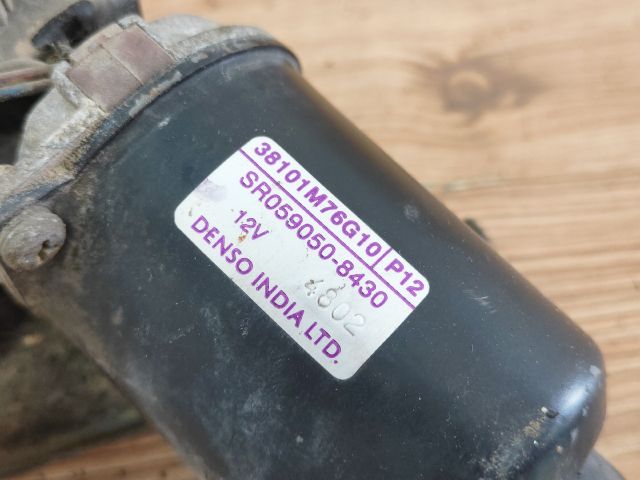 38101M76G10 P12
SR059050-8430
12V
4802
DENSO INDIA LTD.